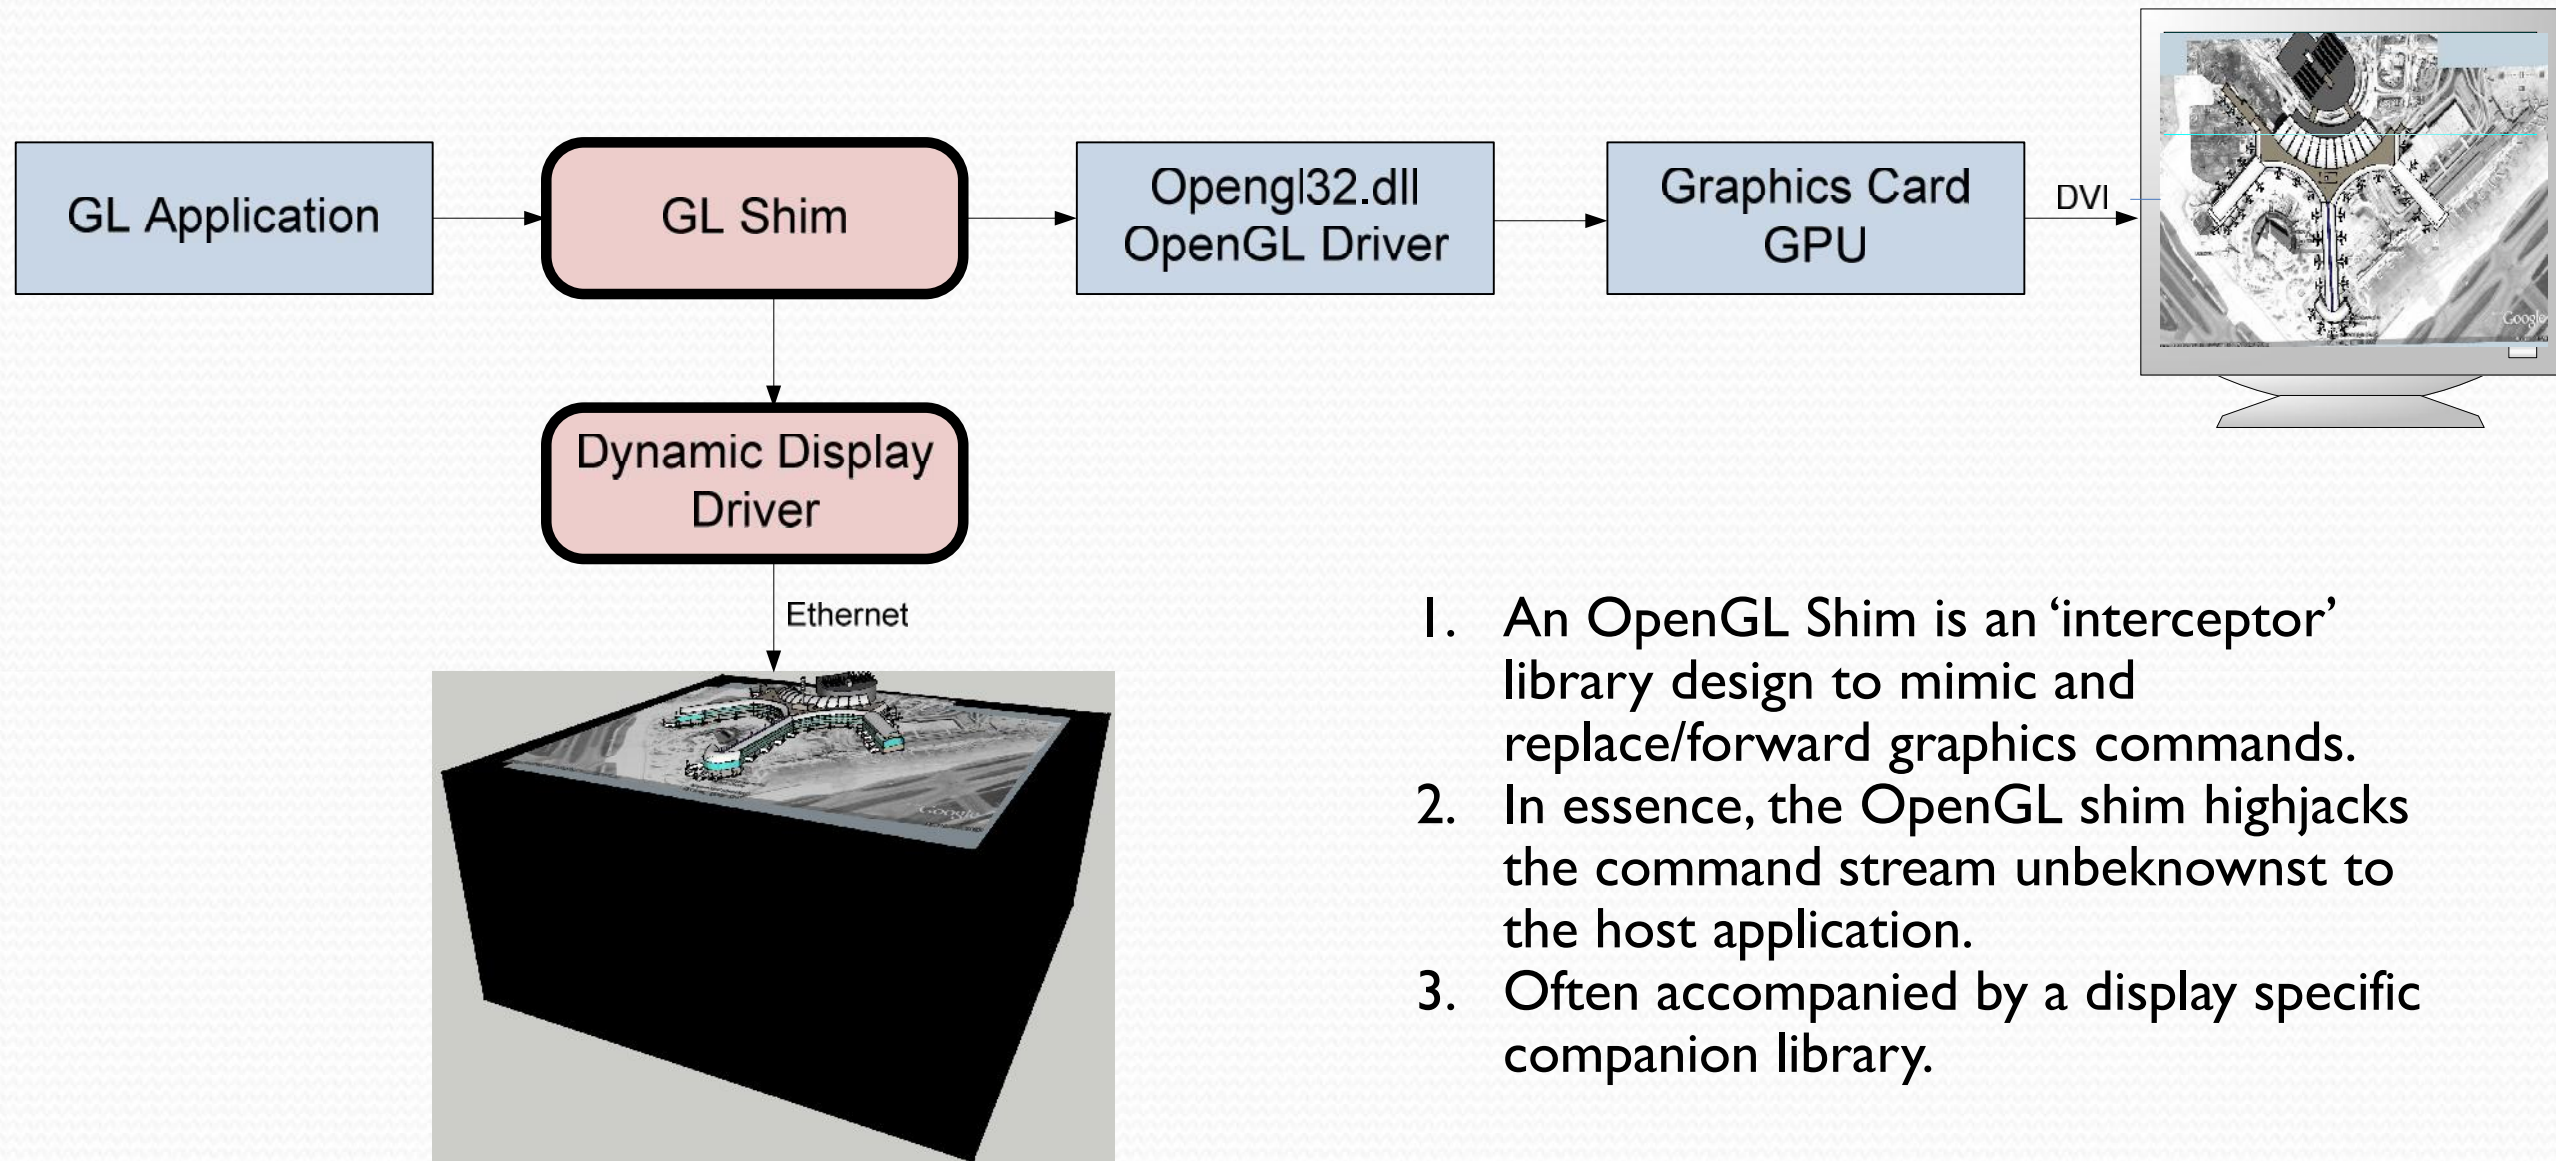 GL Application
GL Shim
Opengl32.dll
OpenGL Driver
Graphics Card
GPU
DVI
Google
Dynamic Display
Driver
Ethernet
Google
1. An OpenGL Shim is an ‘interceptor’
library design to mimic and
replace/forward graphics commands.
2. In essence, the OpenGL shim highjacks
the command stream unbeknownst to
the host application.
3. Often accompanied by a display specific
companion library.